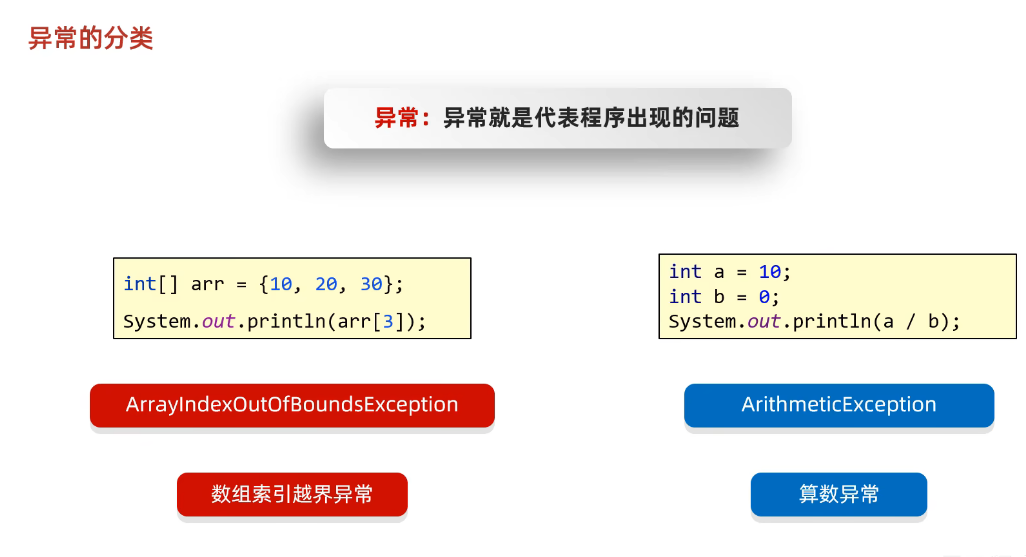 异常的分类
异常：异常就是代表程序出现的问题
int[] arr = {10, 20, 30};
System.out.println(arr[3]);
ArrayIndexOutOfBoundsException
数组索引越界异常
int a = 10;
int b = 0;
System.out.println(a / b);
ArithmeticException
算数异常